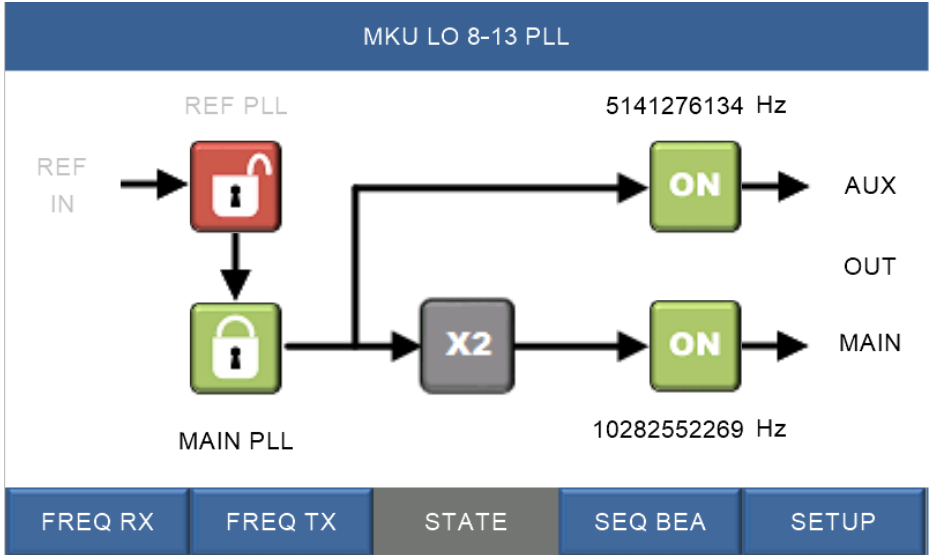 MKU LO 8-13 PLL
REF PLL
5141276134 Hz
REF
IN
ON
AUX
OUT
X2
ON
MAIN
MAIN PLL
10282552269 Hz
FREQ RX
FREQ TX
STATE
SEQ BEA
SETUP